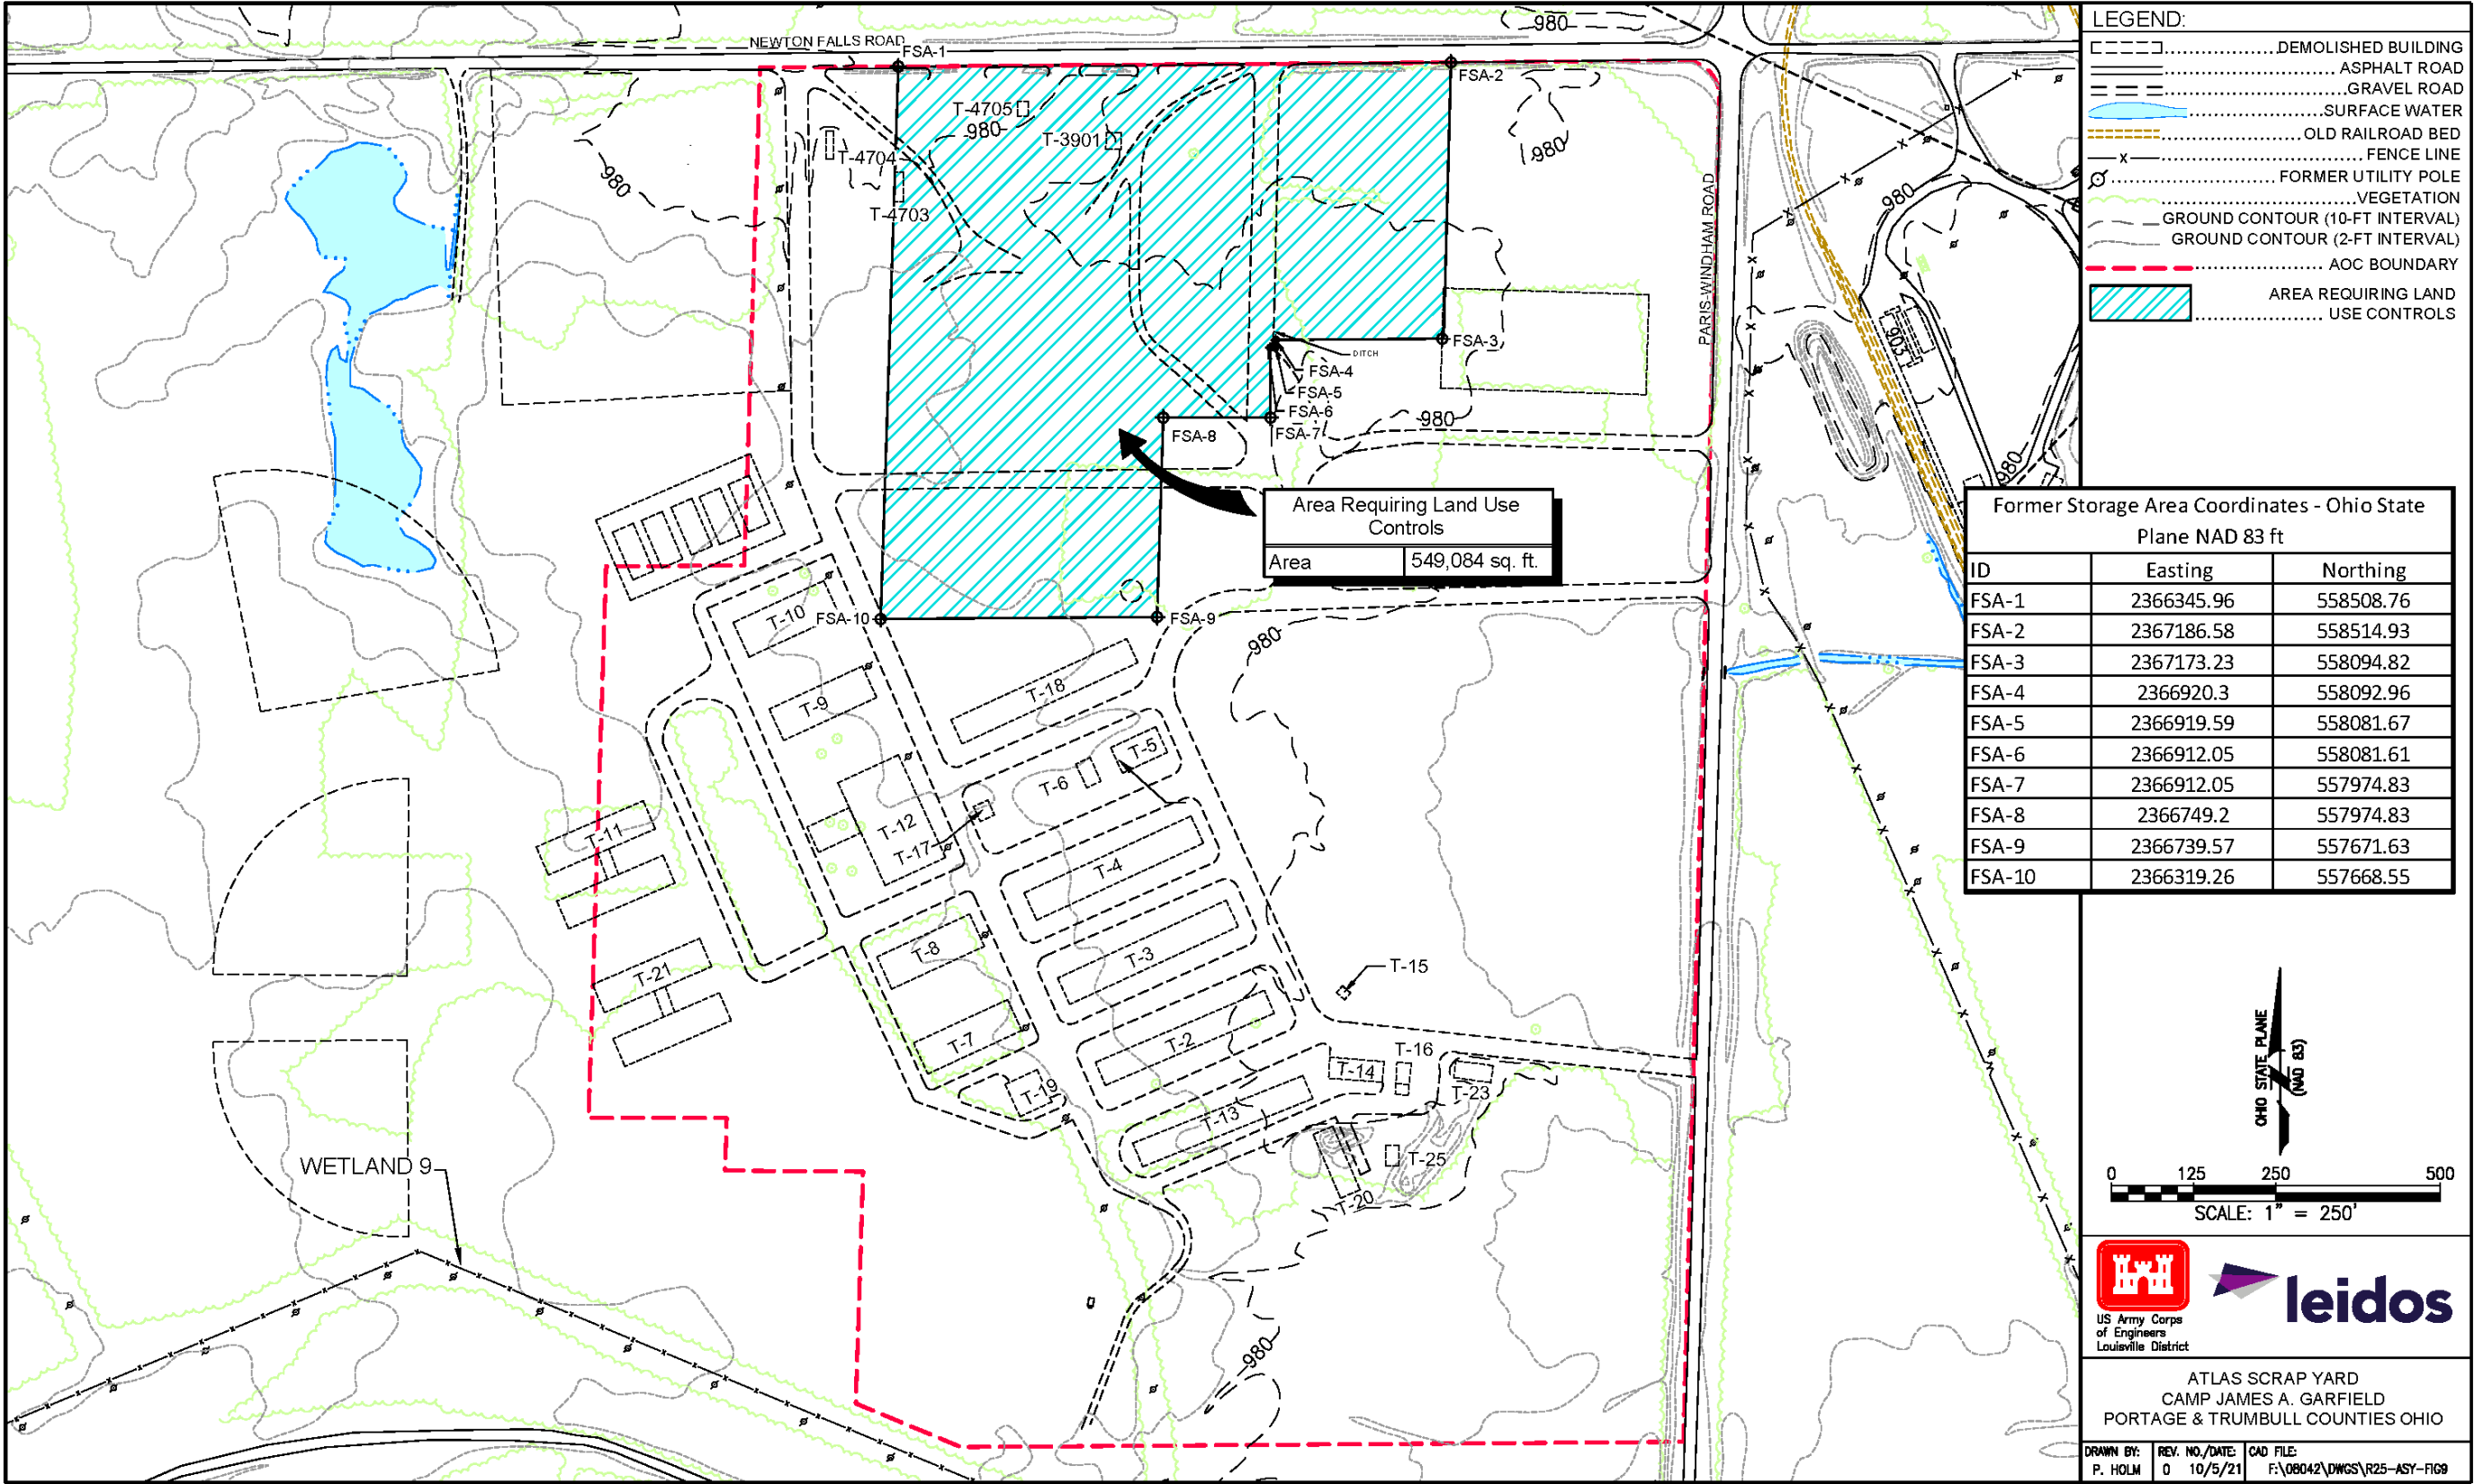 NEWTON FALLS ROAD
FSA-1
FSA-2
980
980
980
T-4705
980
T-3901
T-4704
T-4703
980
PARIS-WINDHAM ROAD
980
903
980
DITCH
FSA-3
FSA-4
FSA-5
FSA-6
FSA-7
FSA-8
980
Area Requiring Land Use
Controls
Area 549,084 sq. ft.
FSA-10
FSA-9
980
T-10
T-9
T-18
T-5
T-6
T-12
T-17
T-11
T-4
T-8
T-3
T-15
T-21
T-7
T-2
T-16
T-14
T-23
T-19
T-13
T-25
T-20
WETLAND 9
980
LEGEND:
DEMOLISHED BUILDING
ASPHALT ROAD
GRAVEL ROAD
SURFACE WATER
OLD RAILROAD BED
x FENCE LINE
FORMER UTILITY POLE
VEGETATION
GROUND CONTOUR (10-FT INTERVAL)
GROUND CONTOUR (2-FT INTERVAL)
AOC BOUNDARY
AREA REQUIRING LAND
USE CONTROLS
Former Storage Area Coordinates - Ohio State
Plane NAD 83 ft
ID Easting Northing
FSA-1 2366345.96 558508.76
FSA-2 2367186.58 558514.93
FSA-3 2367173.23 558094.82
FSA-4 2366920.3 558092.96
FSA-5 2366919.59 558081.67
FSA-6 2366912.05 558081.61
FSA-7 2366912.05 557974.83
FSA-8 2366749.2 557974.83
FSA-9 2366739.57 557671.63
FSA-10 2366319.26 557668.55
OHIO STATE PLANE
(NAD 83)
0 125 250 500
SCALE: 1" = 250'
US Army Corps
of Engineers
Louisville District
leidos
ATLAS SCRAP YARD
CAMP JAMES A. GARFIELD
PORTAGE & TRUMBULL COUNTIES OHIO
DRAWN BY: REV. NO./DATE: CAD FILE:
P. HOLM 0 10/5/21 F:\08042\DWGS\R25-ASY-FIG9